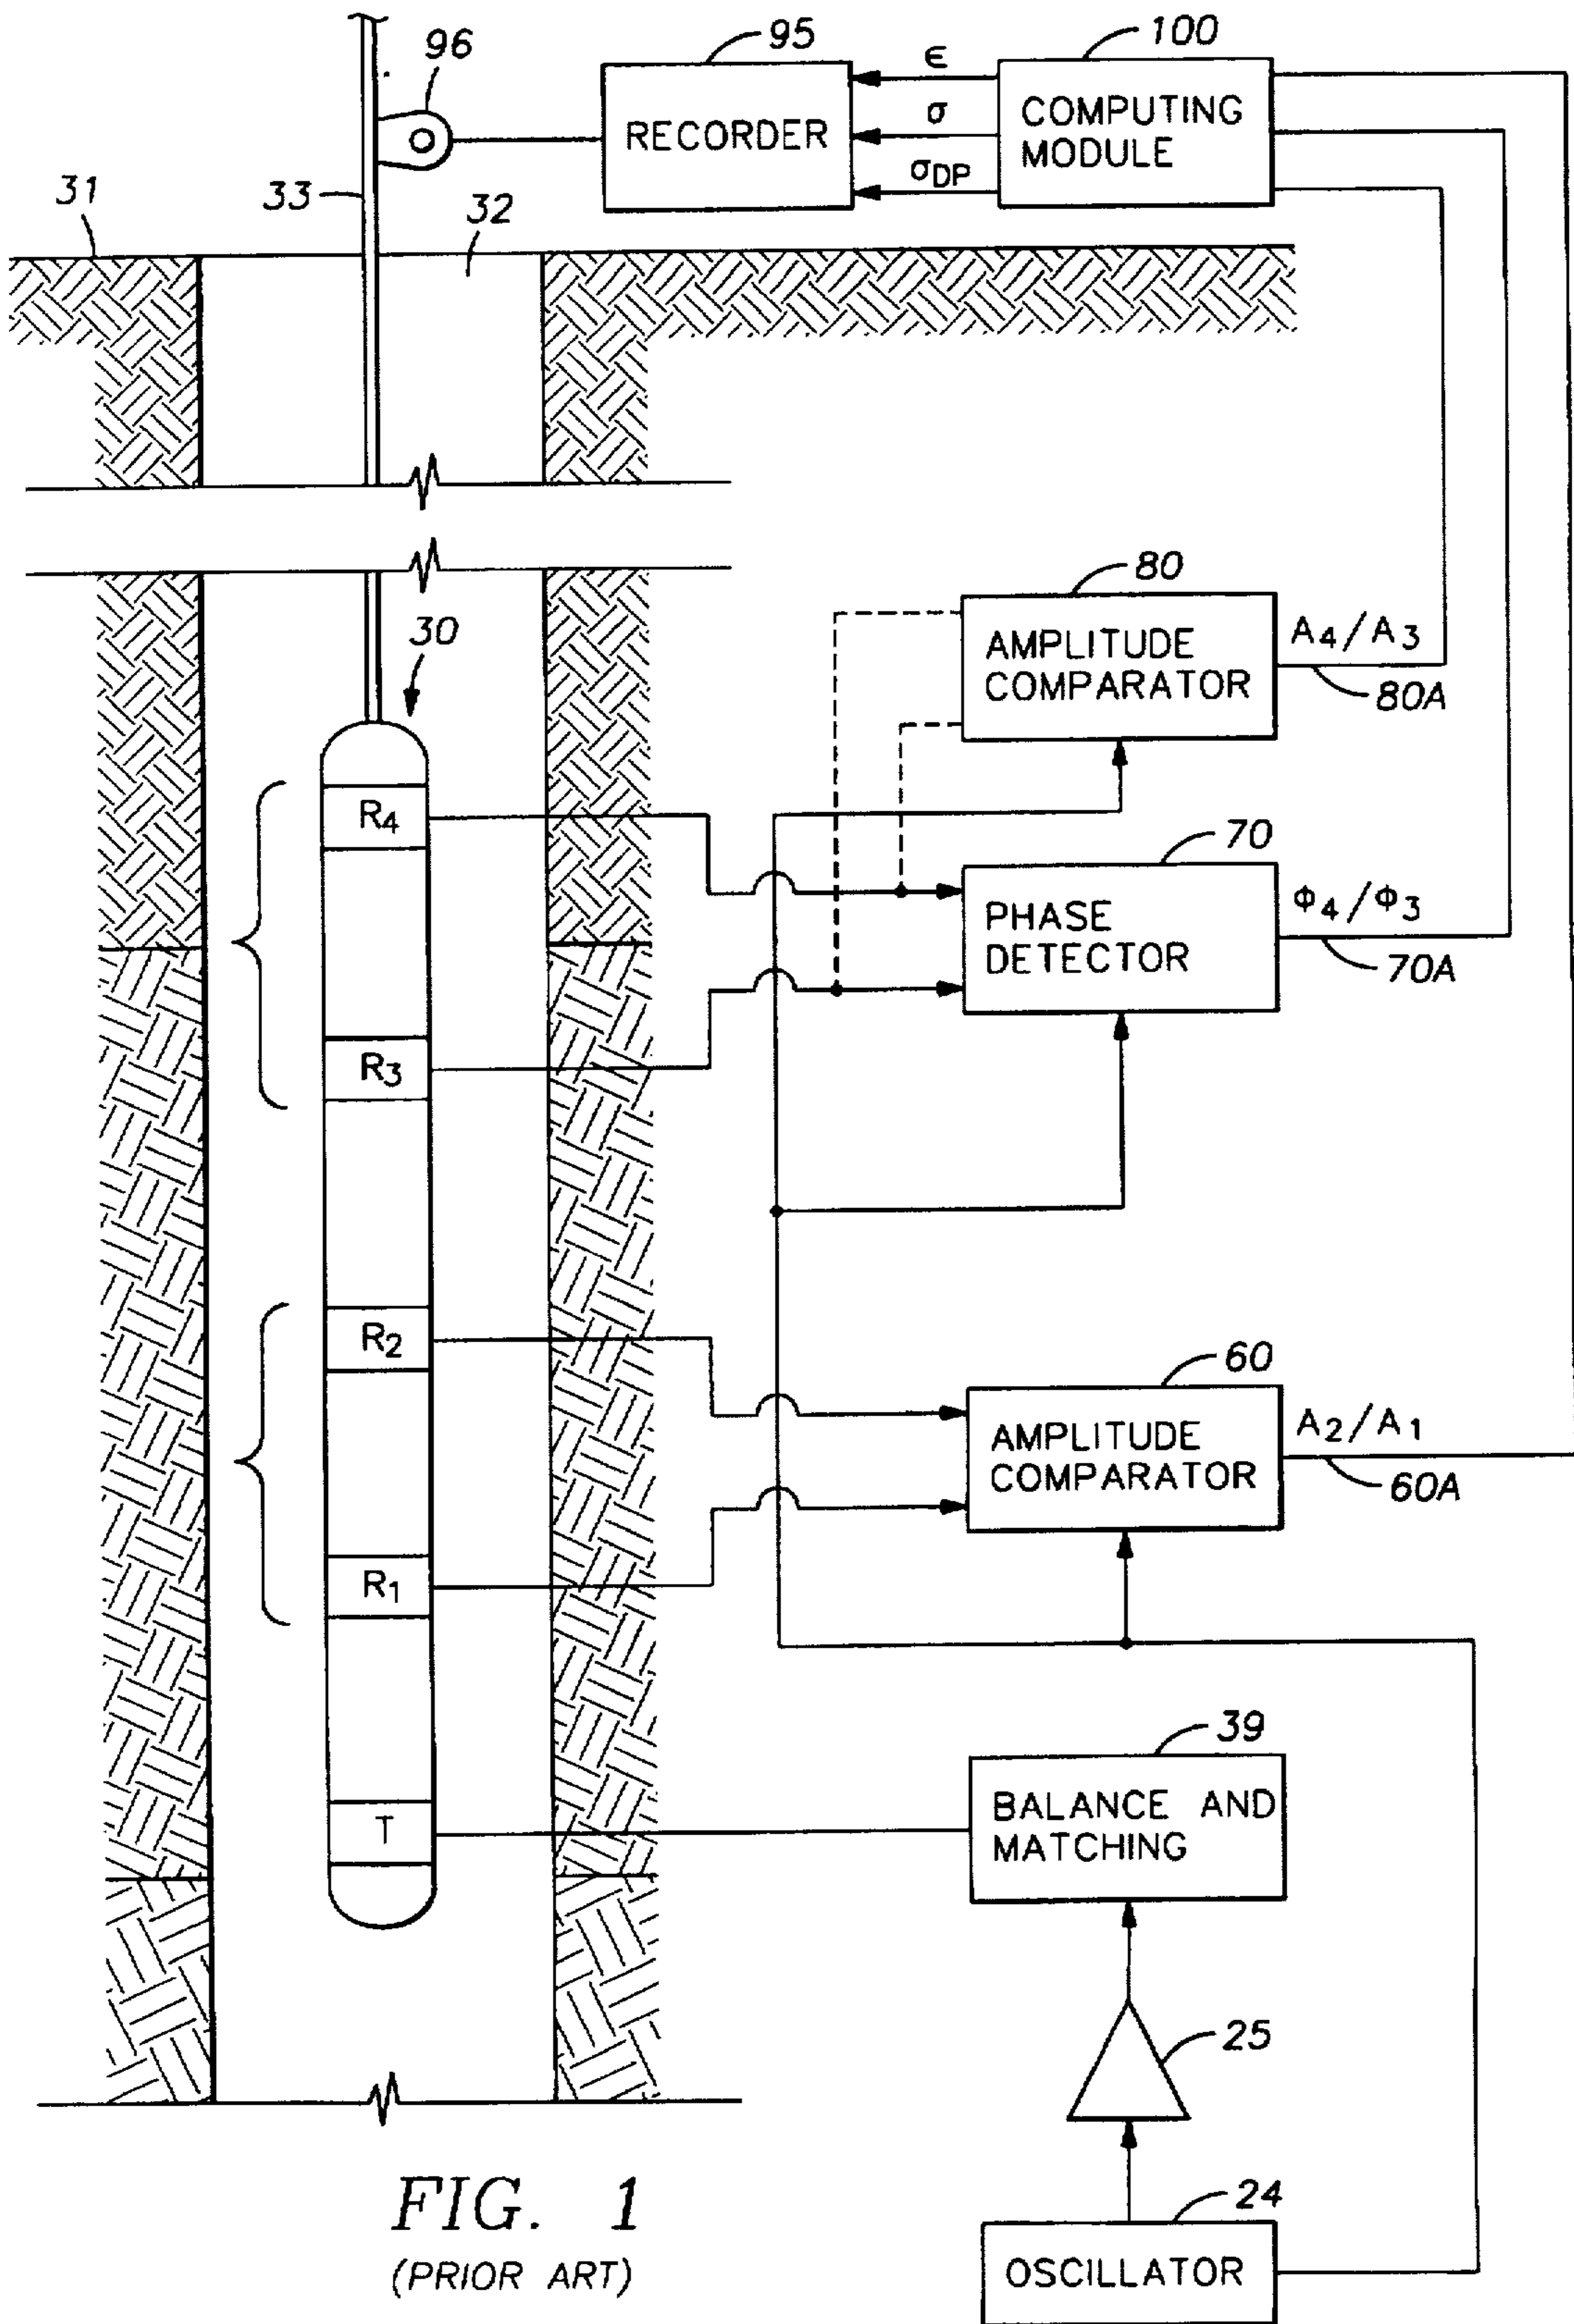 96
95
RECORDER
ϵ
σ
σDP
100
COMPUTING
MODULE
31
33
32
80
AMPLITUDE
COMPARATOR
A4/A3
80A
30
R4
70
PHASE
DETECTOR
Φ4/Φ3
70A
R3
R2
60
AMPLITUDE
COMPARATOR
A2/A1
60A
R1
39
BALANCE AND
MATCHING
T
25
24
OSCILLATOR
FIG. 1
(PRIOR ART)